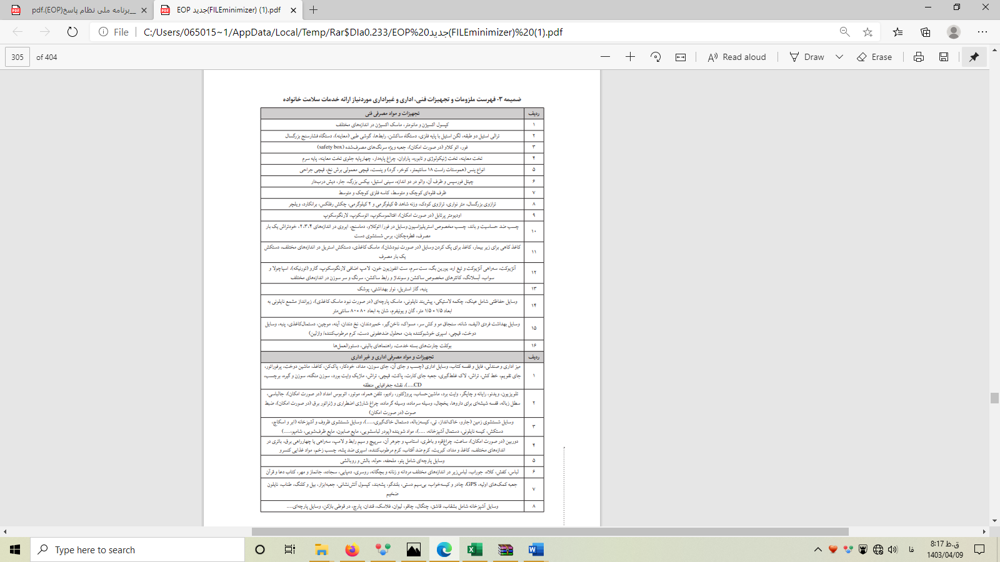 برنامه ملی نظام پاسخ(EOP).pdf
EOP جدید(FILEminimizer) (1).pdf
File
C:/Users/065015~1/AppData/Local/Temp/Rar$DIa0.233/EOP%20جدید(FILEminimizer)%20(1).pdf
305 of 404
Read aloud
Draw
Erase
ضمیمه ۳- فهرست ملزومات و تجهیزات فنی، اداری و غیراداری موردنیاز ارائه خدمات سلامت خانواده
ردیف تجهیزات و مواد مصرفی فنی
۱ کپسول اکسیژن و مانومتر، ماسک اکسیژن در اندازه‌های مختلف
۲ ترالی استیل دو طبقه، لگن استیل با پایه فلزی، دستگاه ساکشن، رابط‌ها، گوشی طبی (معاینه)، دستگاه فشارسنج بزرگسال
۳ فور، اتو کلاو (در صورت امکان)، جعبه ویژه سرنگ‌های مصرف‌شده (safety box)
۴ تخت معاینه، تخت ژنیکولوژی و تابوره، پاراوان، چراغ پایه‌دار، چهارپایه جلوی تخت معاینه، پایه سرم
۵ انواع پنس (هموستات راست ۱۸ سانتیمتر، کوخر، گرد) و پنست، قیچی معمولی برش نخ، قیچی جراحی
۶ چیتل فورسپس و ظرف آن، والو در دو اندازه، سینی استیل، بیکس بزرگ، جار، دیش درب‌دار
۷ ظرف قلوه‌ای کوچک و متوسط، کاسه فلزی کوچک و متوسط
۸ ترازوی بزرگسال، متر نواری، ترازوی کودک، وزنه شاهد ۵ کیلوگرمی و ۲ کیلوگرمی، چکش رفلکس، برانکارد، ویلچر
۹ اودیومتر پرتابل (در صورت امکان)، افتالموسکوپ، اتوسکوپ، لارنگوسکوپ
چسب ضد حساسیت و باند، چسب مخصوص استریلیزاسیون وسایل در فور/ اتوکلاو، دماسنج، ایروی در اندازه‌های ۲،۳،۴، خودتراش یک بار
۱۰ مصرف، قطره‌چکان، برس شستشوی دست
کاغذ کاهی برای زیر بیمار، کاغذ برای پک کردن وسایل (در صورت نبودشان)، ماسک کاغذی، دستکش استریل در اندازه‌های مختلف، دستکش
۱۱ یک بار مصرف
آنژیوکت، سه‌راهی آنژیوکت و تیغ اره، یورین بگ، ست سرم، ست انفوزیون خون، لامپ اضافی لارنگوسکوپ، گارو (تورنیکه)، اسپاچولا و
۱۲ سواب، آبسلانگ، کاتترهای مخصوص ساکشن و سونداژ و رابط ساکشن، سرنگ و سر سوزن در اندازه‌های مختلف
۱۳ پنبه، گاز استریل، نوار بهداشتی، پوشک
وسایل حفاظتی شامل عینک، چکمه لاستیکی، پیش‌بند نایلونی، ماسک پارچه‌ای (در صورت نبود ماسک کاغذی)، زیرانداز مشمع نایلونی به
۱۴ ابعاد ۱/۵ * ۱/۵ متر، گان و یونیفرم، شان به ابعاد ۸۰ * ۸۰ سانتی‌متر
وسایل بهداشت فردی (لیف، شانه، سنجاق مو و کش سر، مسواک، ناخن‌گیر، خمیردندان، نخ دندان، آینه، موچین، دستمال‌کاغذی، پنبه، وسایل
۱۵ دوخت، قیچی، اسپری خوشبوکننده بدن، محلول ضدعفونی دست، کرم مرطوب‌کننده/ وازلین)
۱۶ بوکلت چارت‌های بسته خدمت، راهنماهای بالینی، دستورالعمل‌ها
ردیف تجهیزات و مواد مصرفی اداری و غیر اداری
میز اداری و صندلی، فایل و قفسه کتاب، وسایل اداری (چسب و جای آن، جای سوزن، مداد، خودکار، پاک‌کن، کاغذ، ماشین دوخت، پرفوراتور،
۱ جای تقویم، خط کش، تراش، لاک غلط‌گیری، جعبه جای کارت، پاکت، قیچی، تراش، ماژیک وایت بورد، سوزن منگنه، سوزن و گیره، برچسب،
CD....)، نقشه جغرافیایی منطقه
تلویزیون، ویدئو، رایانه و چاپگر، وایت برد، ماشین‌حساب، پروژکتور، رادیو، تلفن همراه، موتور، اتوبوس امداد (در صورت امکان)، جالباسی،
۲ سطل زباله، قفسه شیشه‌ای برای داروها، یخچال، وسیله سرماده، وسیله گرماده، چراغ شارژی اضطراری و ژنراتور برق (در صورت امکان)، ضبط
صوت (در صورت امکان)
وسایل شستشوی زمین (جارو، خاک‌انداز، تی، کیسه‌زباله، دستمال خاک‌گیری،....)، وسایل شستشوی ظروف و آشپزخانه (ابر و اسکاچ،
۳ دستکش، کیسه نایلونی، دستمال آشپزخانه، ....)، مواد شوینده (پودر لباسشویی، مایع صابون، مایع ظرف‌شویی، شامپو،....)
دوربین (در صورت امکان)، ساعت، چراغ‌قوه و باطری، استامپ و جوهر آن، سرپیچ و سیم رابط و لامپ، سه‌راهی یا چهارراهی برق، باتری در
۴ اندازه‌های مختلف، کاغذ و مداد، کبریت، کرم ضد آفتاب، کرم مرطوب‌کننده، اسپری ضد پشه، چسب زخم، مواد غذایی کنسرو
۵ وسایل پارچه‌ای شامل پتو، ملحفه، حوله، بالش و روبالشی
۶ لباس، کفش، کلاه، جوراب، لباس‌زیر در اندازه‌های مختلف مردانه و زنانه و بچگانه، روسری، دمپایی، سجاده، جانماز و مهر، کتاب دعا و قرآن
جعبه کمک‌های اولیه، GPS، چادر و کیسه‌خواب، بی‌سیم دستی، بلندگو، پشه‌بند، کپسول آتش‌نشانی، جعبه‌ابزار، بیل و کلنگ، طناب، نایلون
۷ ضخیم
۸ وسایل آشپزخانه شامل بشقاب، قاشق، چنگال، چاقو، لیوان، فلاسک، قندان، پارچ، در قوطی بازکن، وسایل پارچه‌ای....
Type here to search
فا
8:17 ق.ظ
1403/04/09